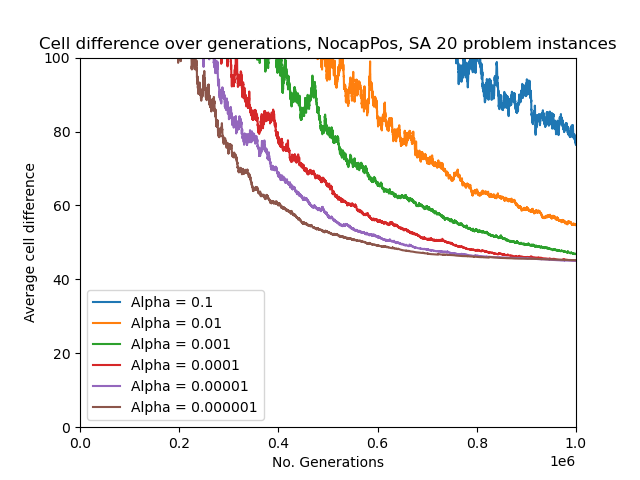 Cell difference over generations, NocapPos, SA 20 problem instances
100
80
60
40
20
0
Average cell difference
Alpha = 0.1
Alpha = 0.01
Alpha = 0.001
Alpha = 0.0001
Alpha = 0.00001
Alpha = 0.000001
0.0 0.2 0.4 0.6 0.8 1.0
No. Generations
1e6